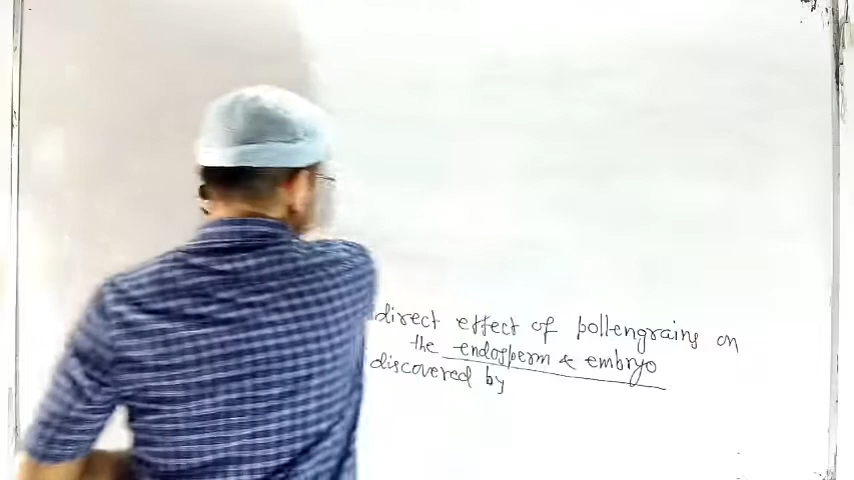 direct effect of pollengrains on
the endosperm & embryo
discovered by